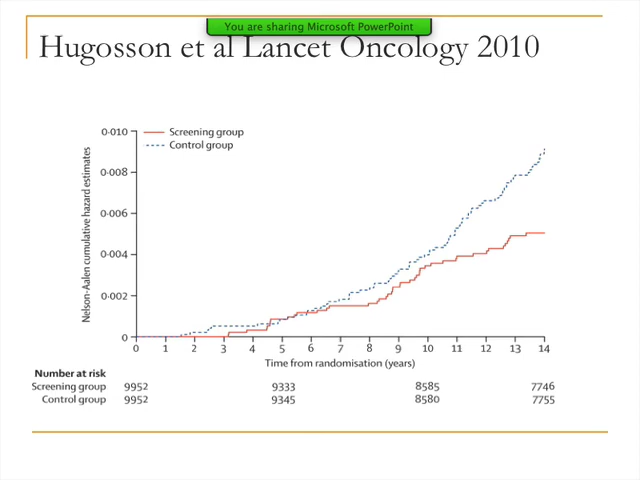 You are sharing Microsoft PowerPoint
Hugosson et al Lancet Oncology 2010
Nelson-Aalen cumulative hazard estimates
0·010
0·008
0·006
0·004
0·002
0
Screening group
Control group
0 1 2 3 4 5 6 7 8 9 10 11 12 13 14
Time from randomisation (years)
Number at risk
Screening group 9952 9333 8585 7746
Control group 9952 9345 8580 7755